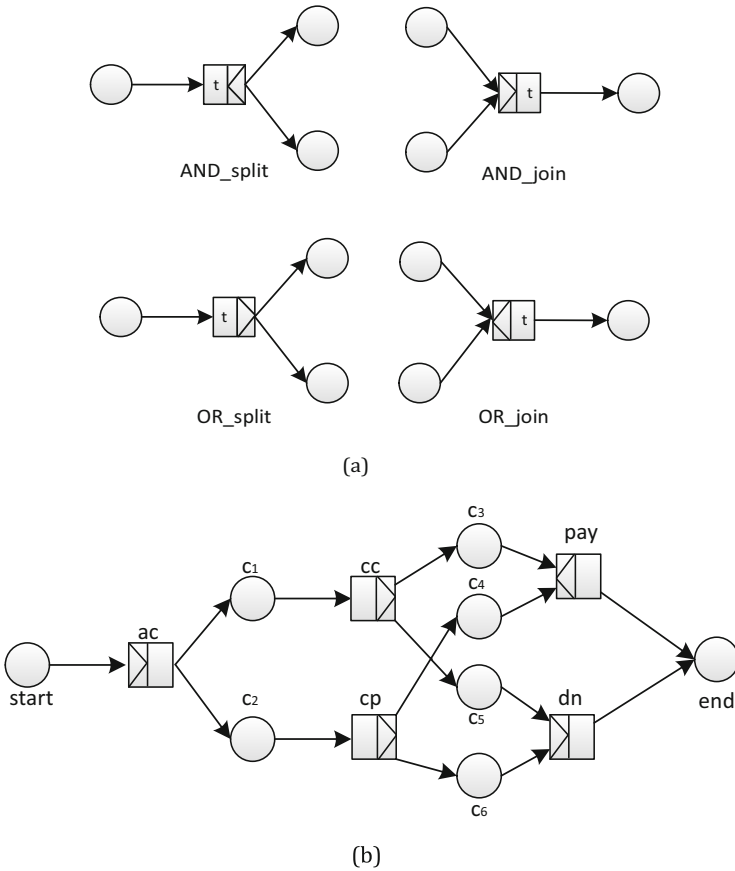 t
t
AND_split
AND_join
t
t
OR_split
OR_join
(a)
c3
pay
c1
cc
c4
ac
start
c2
cp
c5
dn
end
c6
(b)